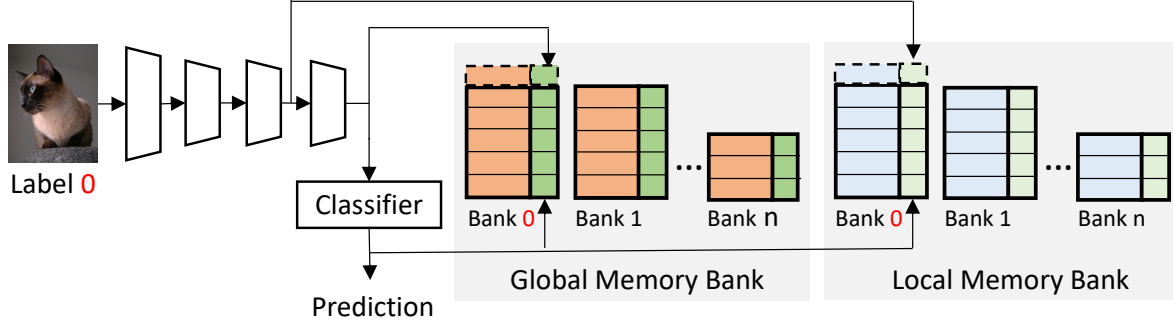 Label 0
Classifier
Prediction
Bank 0
Bank 1
...
Bank n
Global Memory Bank
Bank 0
Bank 1
...
Bank n
Local Memory Bank